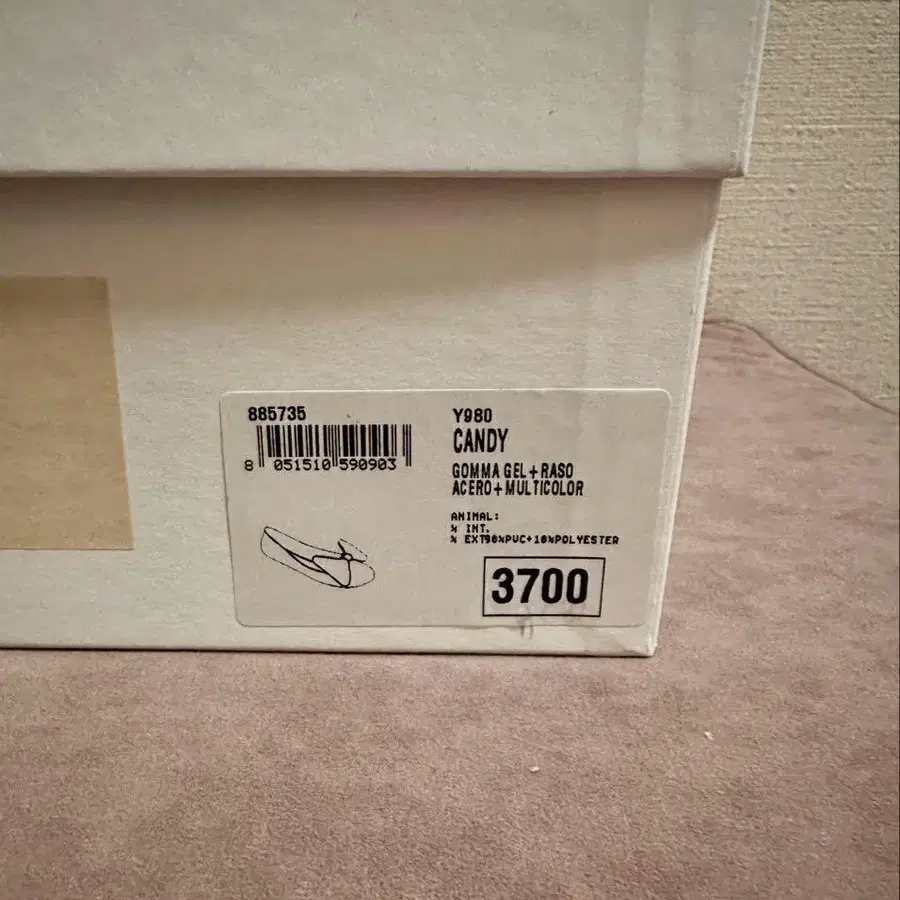 885735
8 051510 590903
Y980
CANDY
GOMMA GEL+RASO
ACERO+MULTICOLOR
ANIMAL:
% INT.
% EXT90%PVC+10%POLYESTER
3700